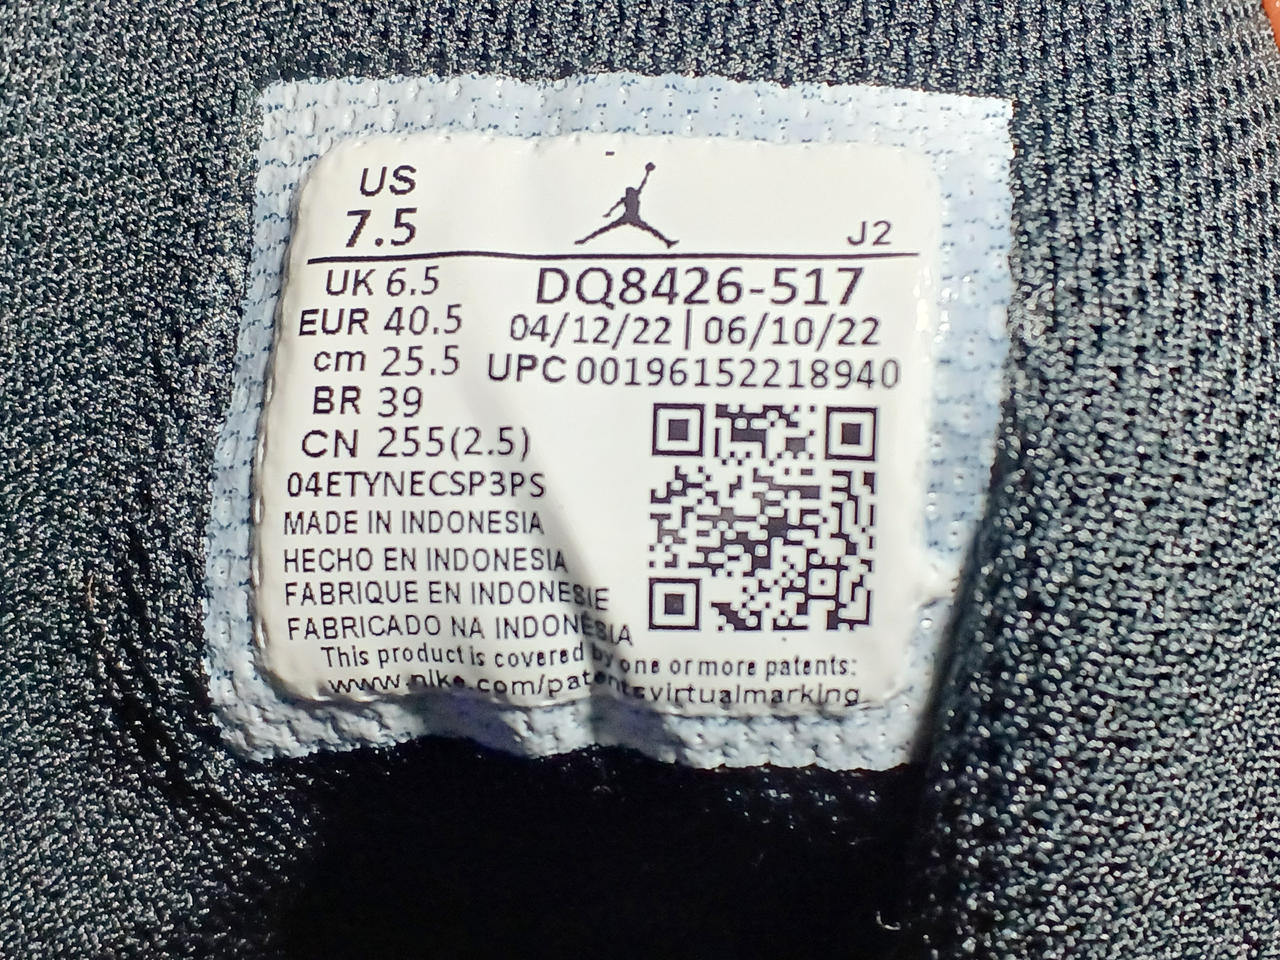 US
7.5
J2
UK 6.5
DQ8426-517
EUR 40.5
04/12/22 | 06/10/22
cm 25.5
UPC 00196152218940
BR 39
CN 255(2.5)
04ETYNECSP3PS
MADE IN INDONESIA
HECHO EN INDONESIA
FABRIQUE EN INDONESIE
FABRICADO NA INDONESIA
This product is covered by one or more patents:
www.nike.com/patentsvirtualmarking